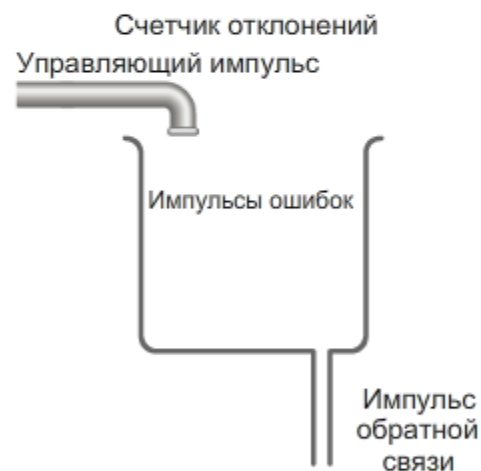 Счетчик отклонений
Управляющий импульс
Импульсы ошибок
Импульс
обратной
связи